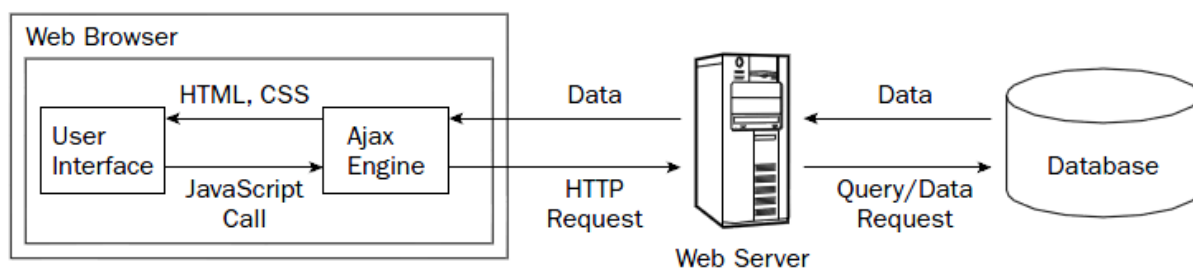 Web Browser
HTML, CSS
Data
Data
User
Interface
Ajax
Engine
Database
JavaScript
Call
HTTP
Request
Query/Data
Request
Web Server